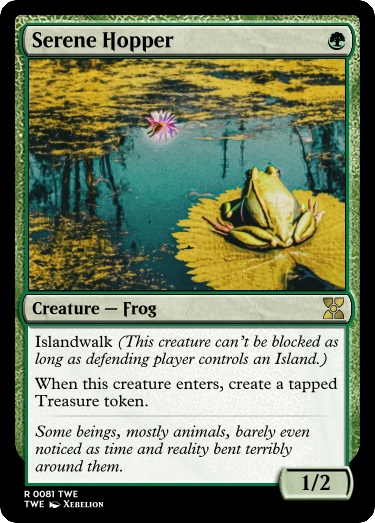 Serene Hopper
Creature — Frog
Islandwalk (This creature can't be blocked as
long as defending player controls an Island.)
When this creature enters, create a tapped
Treasure token.
Some beings, mostly animals, barely even
noticed as time and reality bent terribly
around them.
1/2
R 0081 TWE
TWE Xebelion